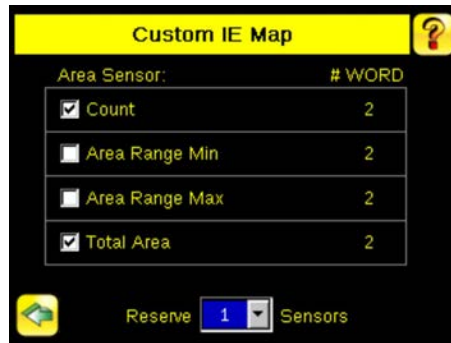 Custom IE Map
?
Area Sensor: # WORD
Count 2
Area Range Min 2
Area Range Max 2
Total Area 2
Reserve 1 Sensors